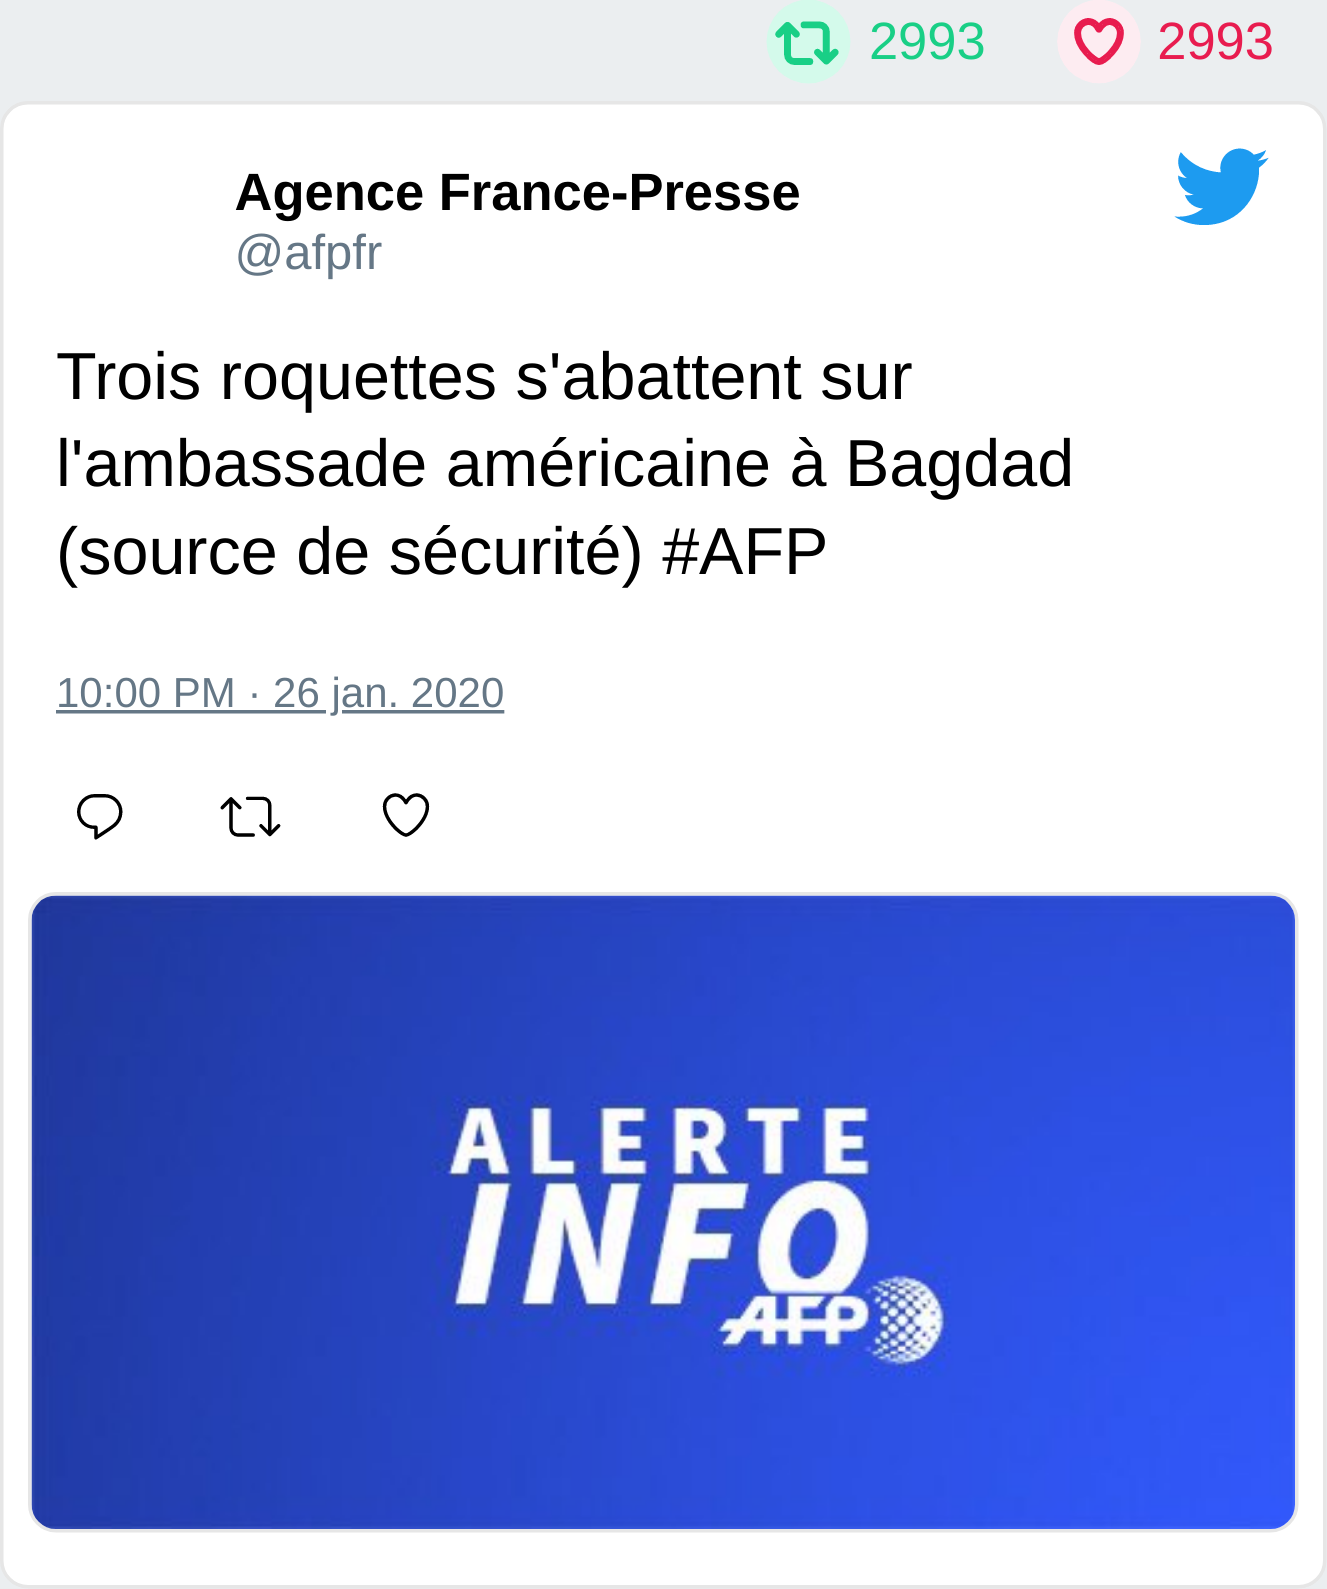 2993 2993
Agence France-Presse
@afpfr
Trois roquettes s'abattent sur
l'ambassade américaine à Bagdad
(source de sécurité) #AFP
10:00 PM · 26 jan. 2020
ALERTE
INFO
AFP